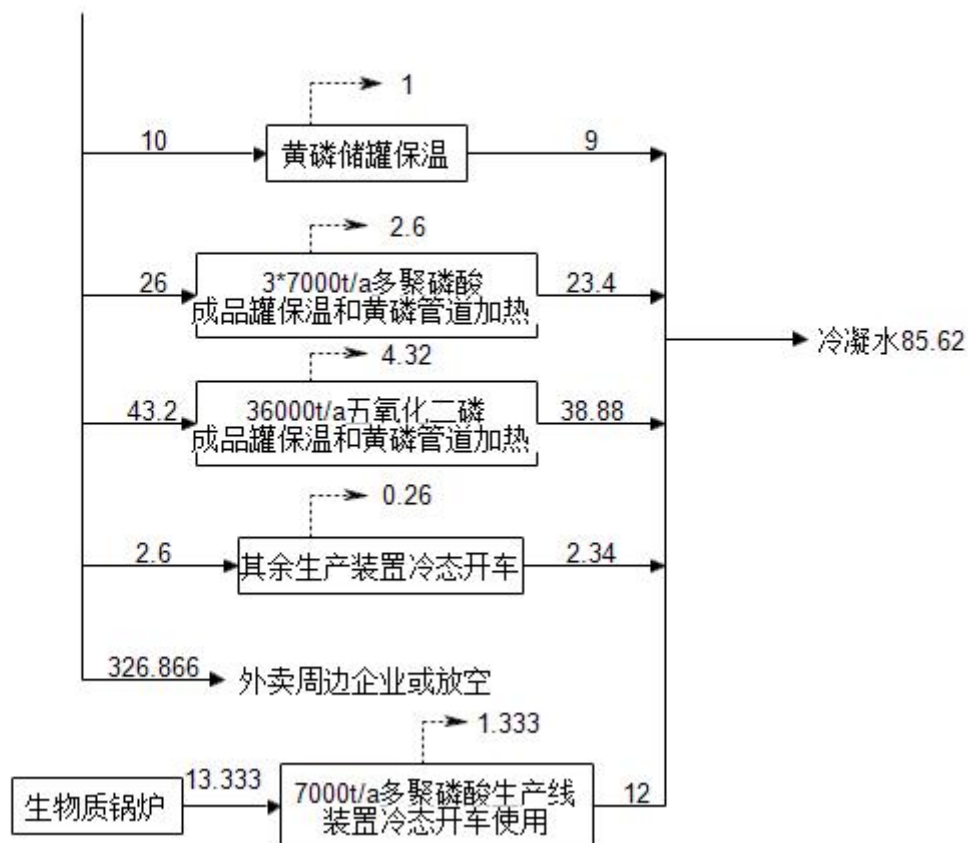 1
10
黄磷储罐保温
9
2.6
26
3*7000t/a多聚磷酸
成品罐保温和黄磷管道加热
23.4
冷凝水85.62
4.32
43.2
36000t/a五氧化二磷
成品罐保温和黄磷管道加热
38.88
0.26
2.6
其余生产装置冷态开车
2.34
326.866
外卖周边企业或放空
1.333
生物质锅炉
13.333
7000t/a多聚磷酸生产线
装置冷态开车使用
12